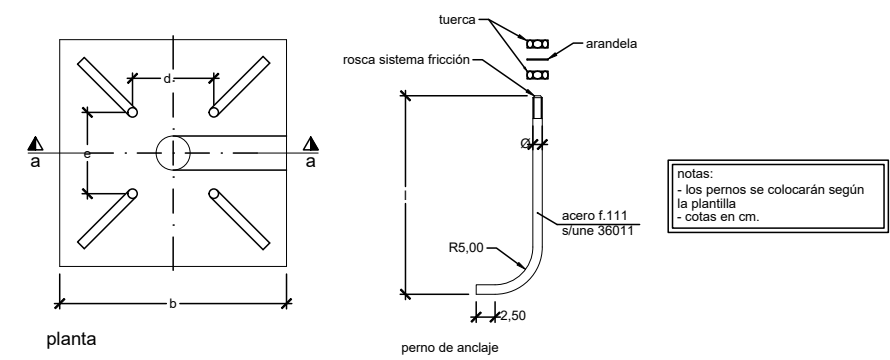 tuerca
arandela
rosca sistema fricción
d
e
a
a
b
planta
l
Ø
acero f.111
s/une 36011
R5,00
2,50
perno de anclaje
notas:
- los pernos se colocarán según
la plantilla
- cotas en cm.